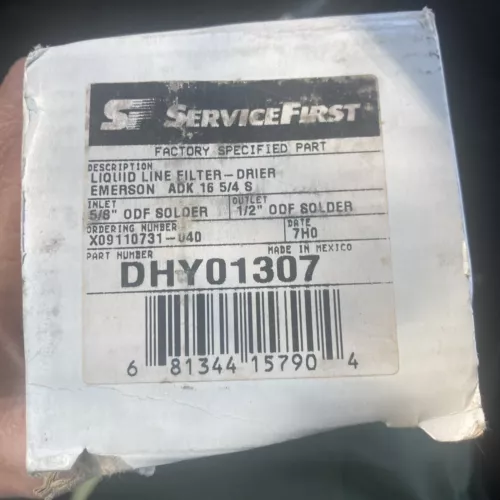 SF SERVICEFIRST
FACTORY SPECIFIED PART
DESCRIPTION
LIQUID LINE FILTER-DRIER
EMERSON ADK 16 5/4 S
INLET OUTLET
5/8" ODF SOLDER 1/2" ODF SOLDER
ORDERING NUMBER DATE
X09110731-040 7H0
PART NUMBER MADE IN MEXICO
DHY01307
6 81344 15790 4